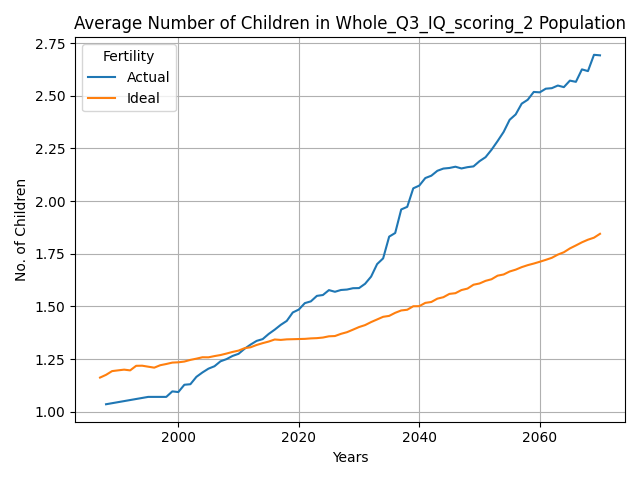 Average Number of Children in Whole_Q3_IQ_scoring_2 Population
Fertility
Actual
Ideal
No. of Children
2.75
2.50
2.25
2.00
1.75
1.50
1.25
1.00
2000 2020 2040 2060
Years